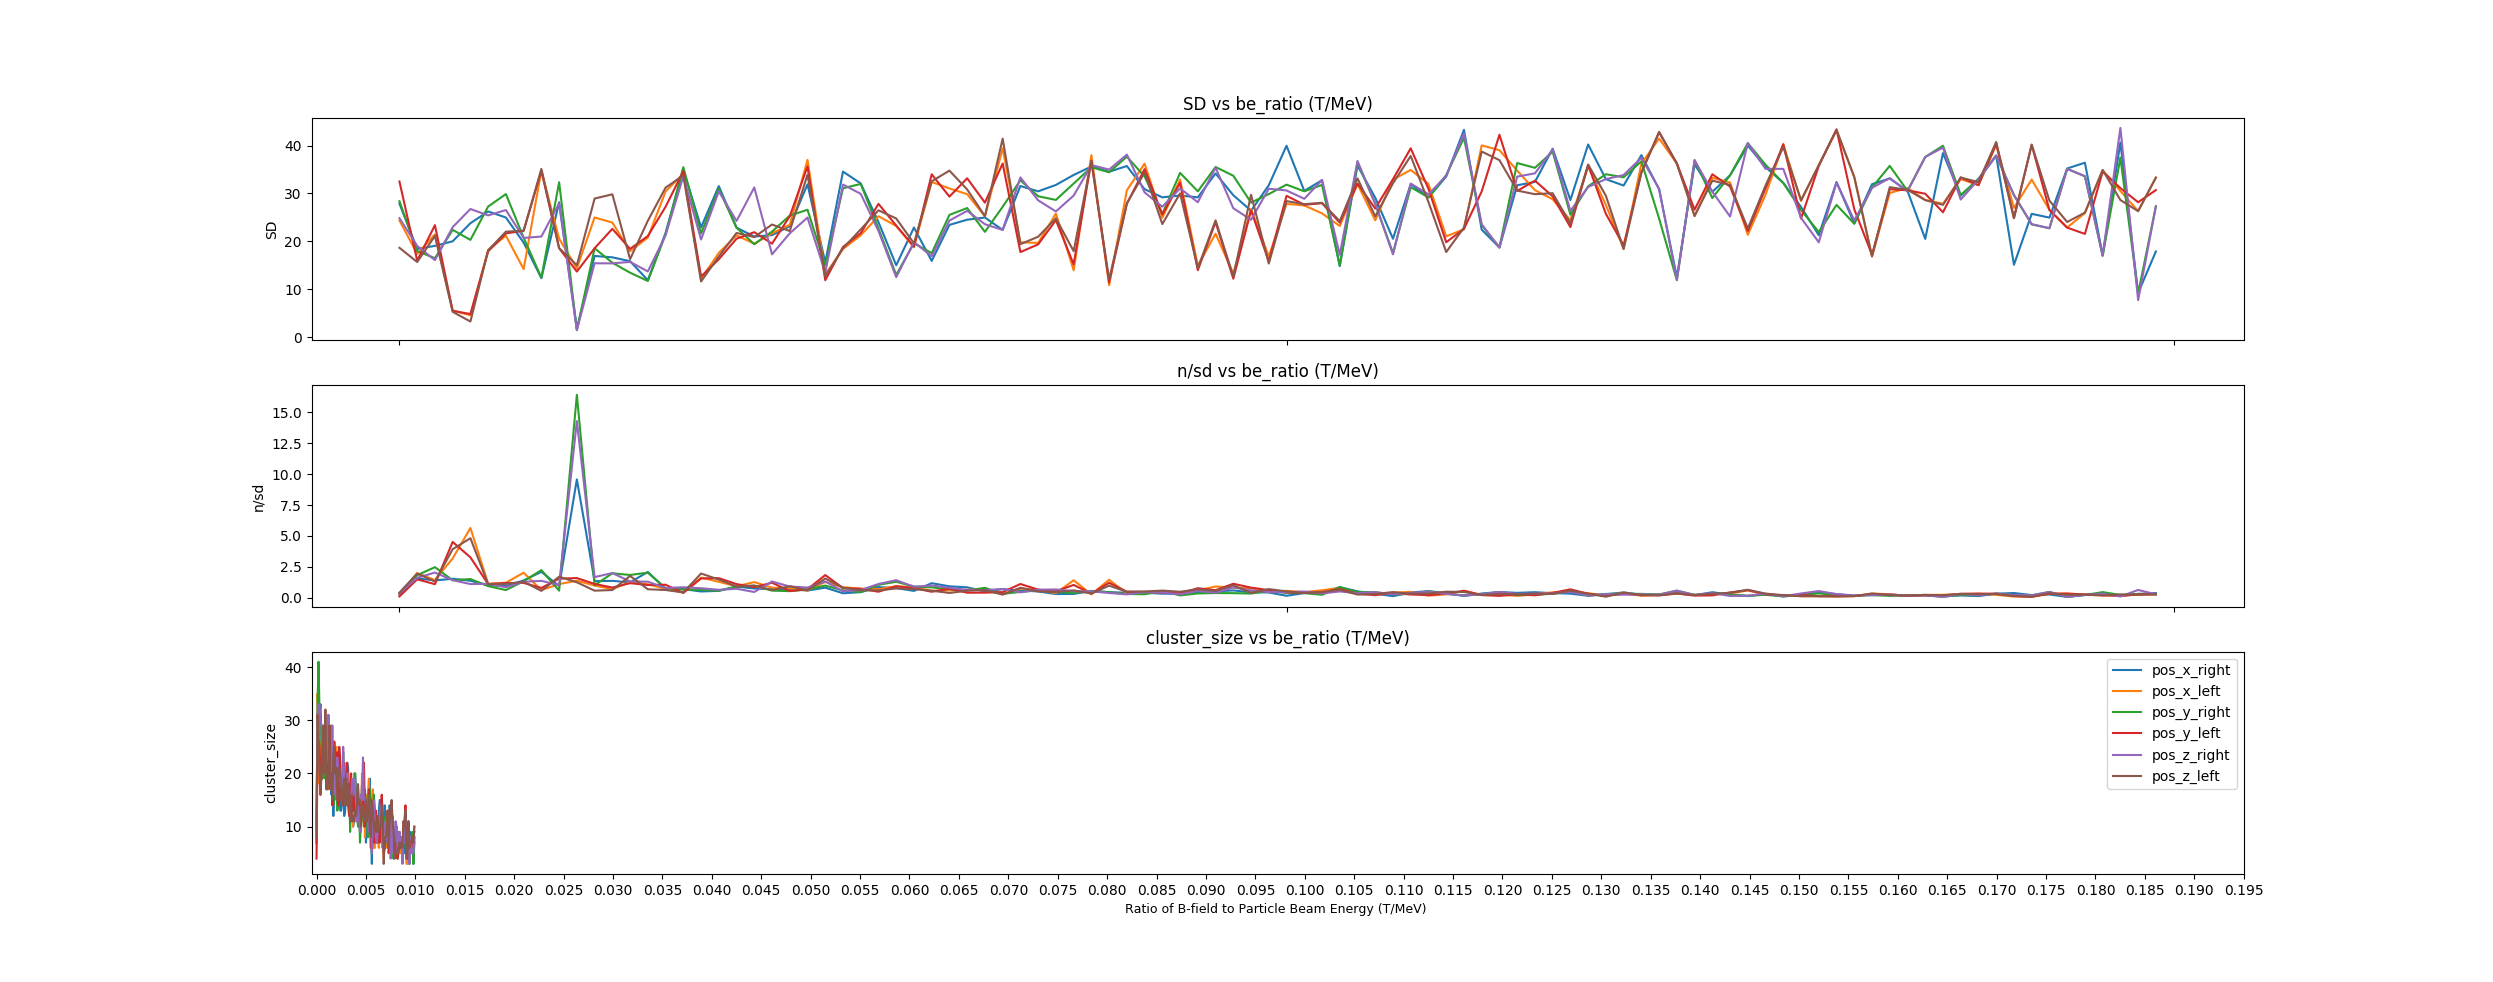 SD vs be_ratio (T/MeV)
40
30
20
10
0
SD
n/sd vs be_ratio (T/MeV)
15.0
12.5
10.0
7.5
5.0
2.5
0.0
n/sd
cluster_size vs be_ratio (T/MeV)
40
30
20
10
cluster_size
pos_x_right
pos_x_left
pos_y_right
pos_y_left
pos_z_right
pos_z_left
0.000 0.005 0.010 0.015 0.020 0.025 0.030 0.035 0.040 0.045 0.050 0.055 0.060 0.065 0.070 0.075 0.080 0.085 0.090 0.095 0.100 0.105 0.110 0.115 0.120 0.125 0.130 0.135 0.140 0.145 0.150 0.155 0.160 0.165 0.170 0.175 0.180 0.185 0.190 0.195
Ratio of B-field to Particle Beam Energy (T/MeV)